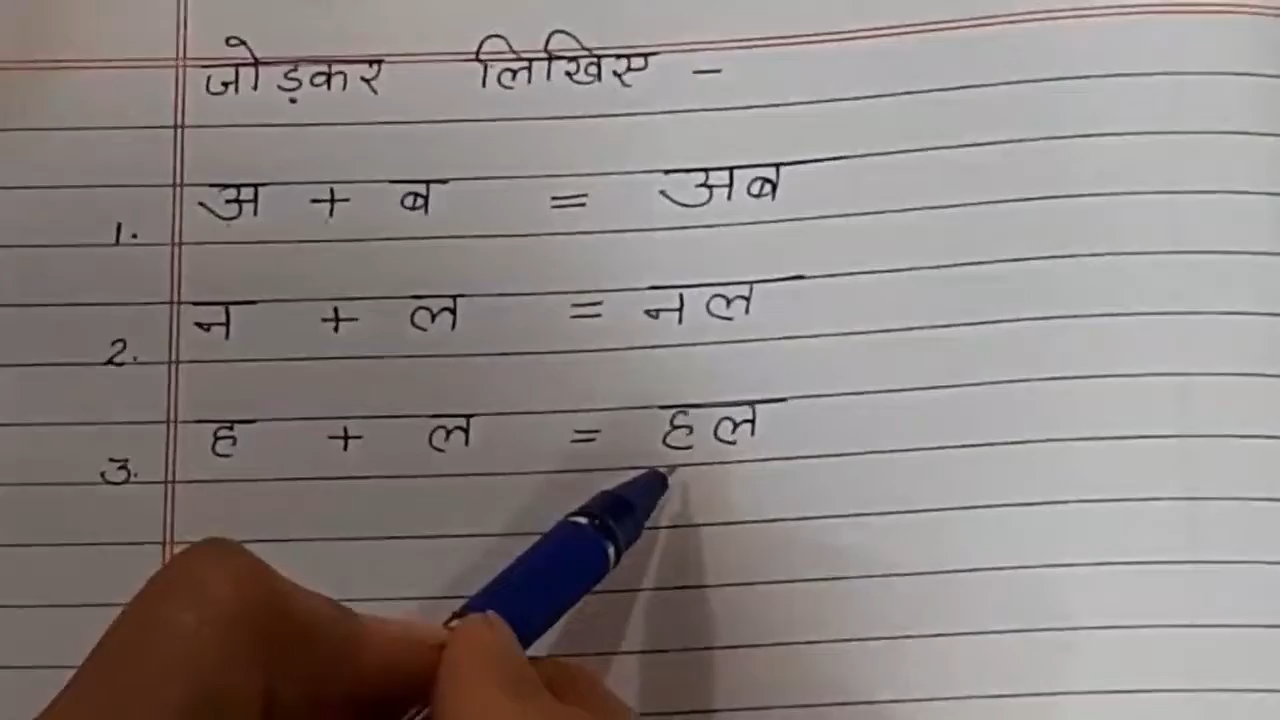 जोड़कर लिखिए -
1. अ + ब = अब
2. न + ल = नल
3. ह + ल = हल